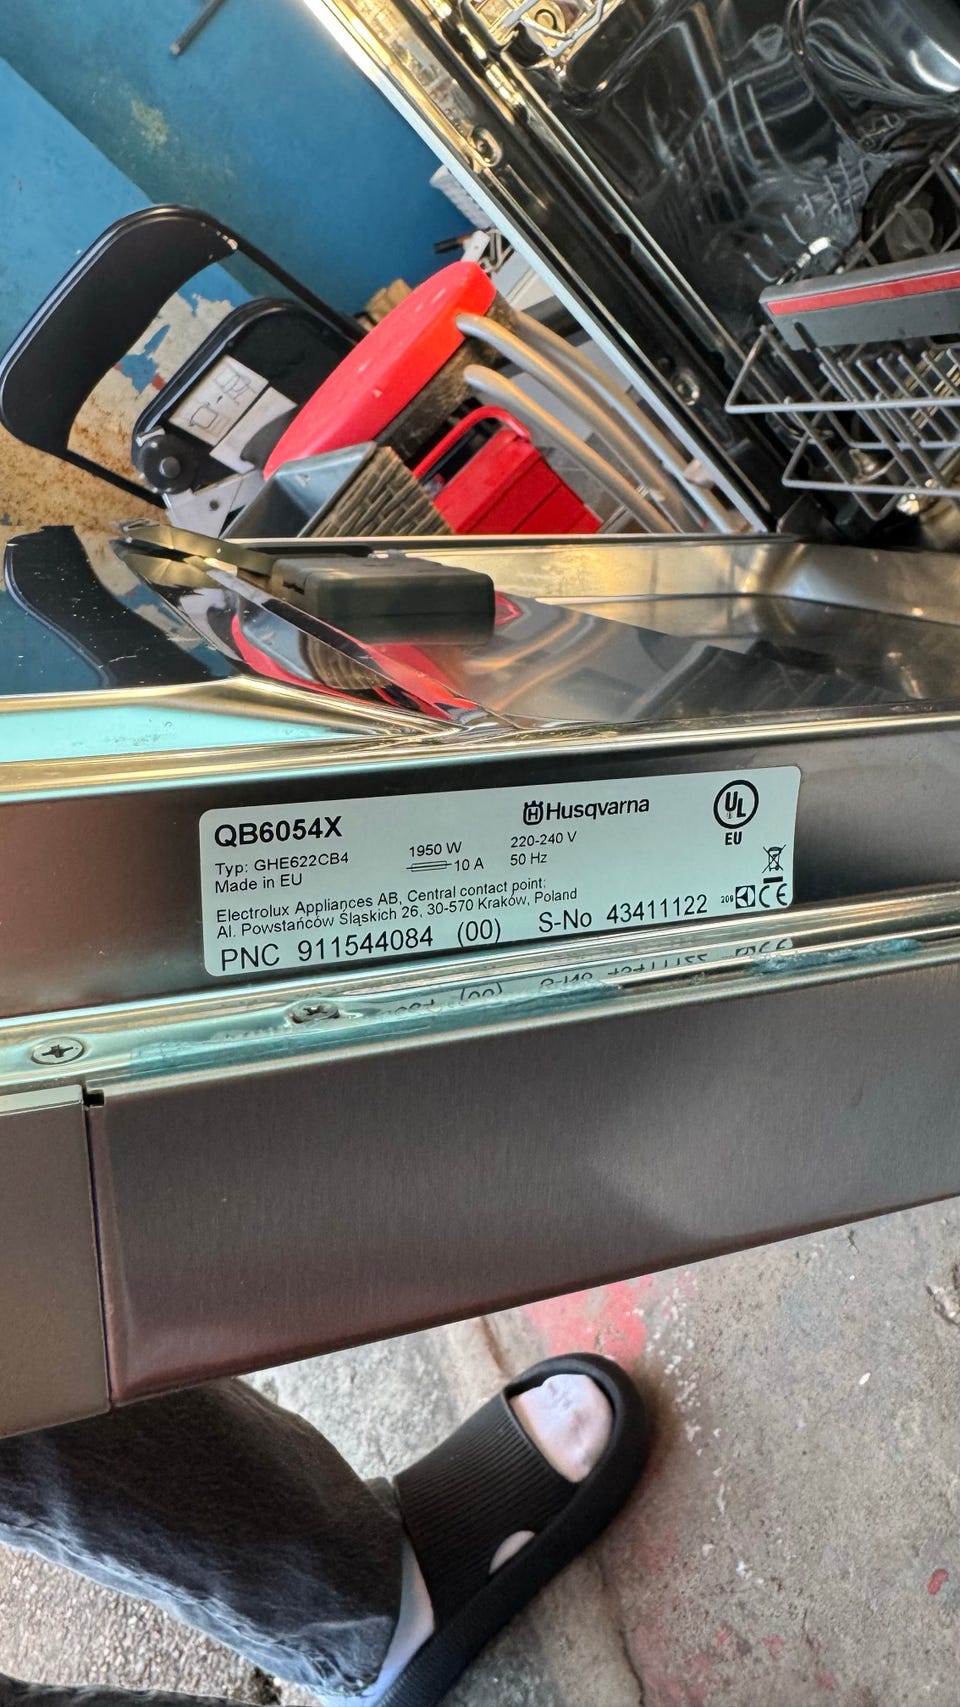 QB6054X
Typ: GHE622CB4
Made in EU
1950 W
10 A
Husqvarna
220-240 V
50 Hz
UL
EU
Electrolux Appliances AB, Central contact point:
Al. Powstańców Śląskich 26, 30-570 Kraków, Poland
PNC 911544084 (00) S-No 43411122
CE